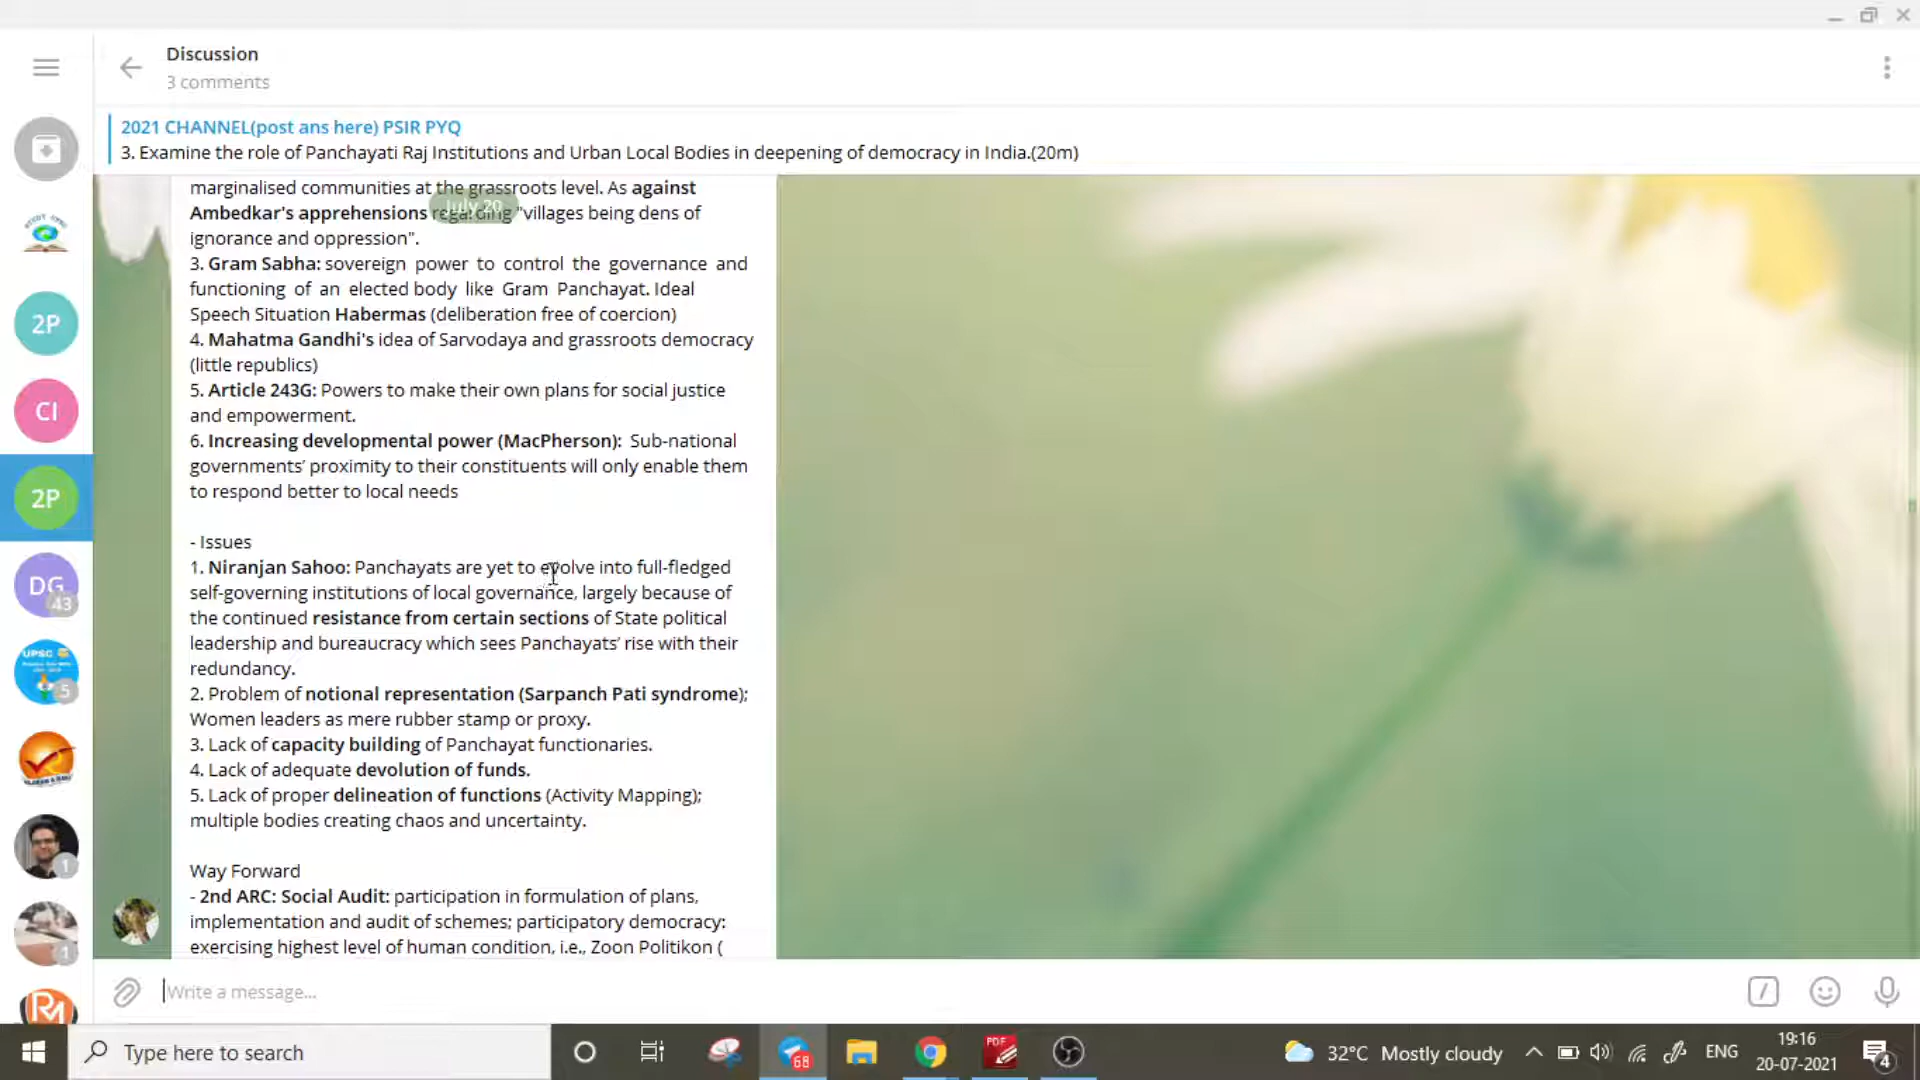 Discussion
3 comments
2021 CHANNEL(post ans here) PSIR PYQ
3. Examine the role of Panchayati Raj Institutions and Urban Local Bodies in deepening of democracy in India.(20m)
July 20
marginalised communities at the grassroots level. As against
Ambedkar's apprehensions regarding "villages being dens of
ignorance and oppression".
3. Gram Sabha: sovereign power to control the governance and
functioning of an elected body like Gram Panchayat. Ideal
Speech Situation Habermas (deliberation free of coercion)
4. Mahatma Gandhi's idea of Sarvodaya and grassroots democracy
(little republics)
5. Article 243G: Powers to make their own plans for social justice
and empowerment.
6. Increasing developmental power (MacPherson): Sub-national
governments' proximity to their constituents will only enable them
to respond better to local needs
- Issues
1. Niranjan Sahoo: Panchayats are yet to evolve into full-fledged
self-governing institutions of local governance, largely because of
the continued resistance from certain sections of State political
leadership and bureaucracy which sees Panchayats' rise with their
redundancy.
2. Problem of notional representation (Sarpanch Pati syndrome);
Women leaders as mere rubber stamp or proxy.
3. Lack of capacity building of Panchayat functionaries.
4. Lack of adequate devolution of funds.
5. Lack of proper delineation of functions (Activity Mapping);
multiple bodies creating chaos and uncertainty.
Way Forward
- 2nd ARC: Social Audit: participation in formulation of plans,
implementation and audit of schemes; participatory democracy:
exercising highest level of human condition, i.e., Zoon Politikon (
2P
CI
2P
DG
43
UPSC
5
1
1
RM
Write a message...
Type here to search
68
PDF
32°C Mostly cloudy
ENG
19:16
20-07-2021
4